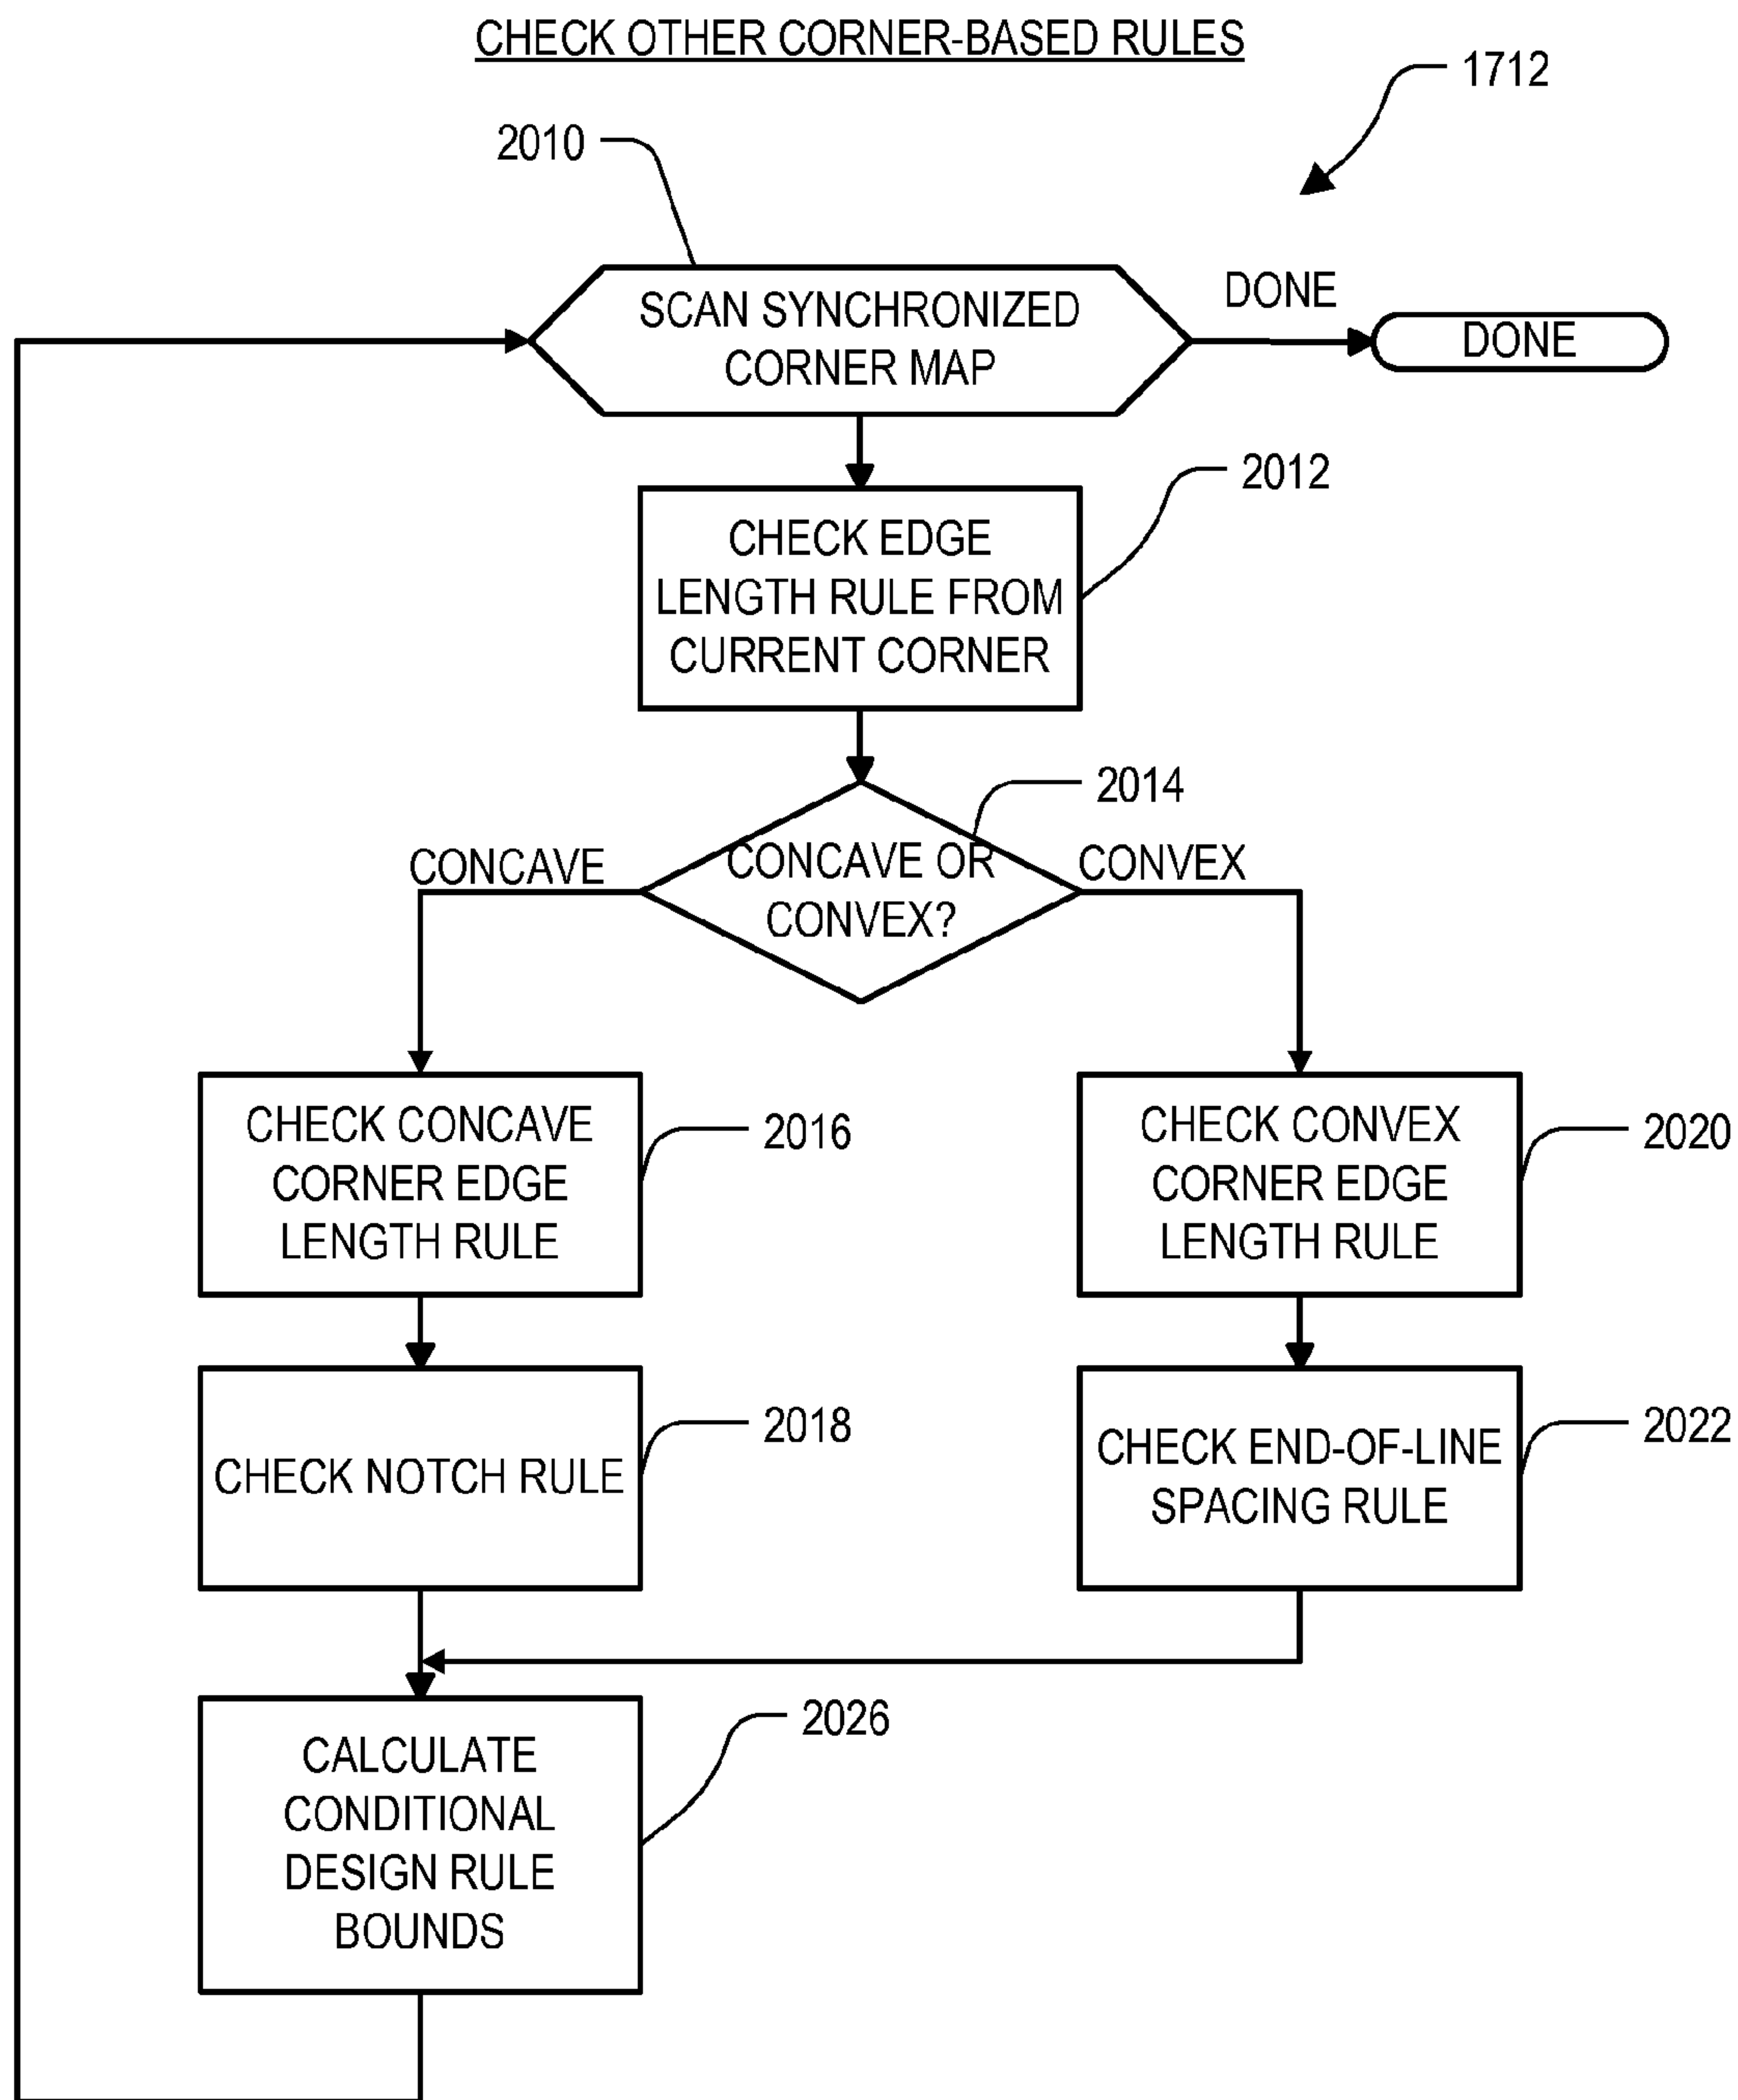 CHECK OTHER CORNER-BASED RULES
1712
2010
SCAN SYNCHRONIZED
CORNER MAP
DONE
DONE
2012
CHECK EDGE
LENGTH RULE FROM
CURRENT CORNER
2014
CONCAVE
CONCAVE OR
CONVEX?
CONVEX
CHECK CONCAVE
CORNER EDGE
LENGTH RULE
2016
CHECK CONVEX
CORNER EDGE
LENGTH RULE
2020
CHECK NOTCH RULE
2018
CHECK END-OF-LINE
SPACING RULE
2022
CALCULATE
CONDITIONAL
DESIGN RULE
BOUNDS
2026